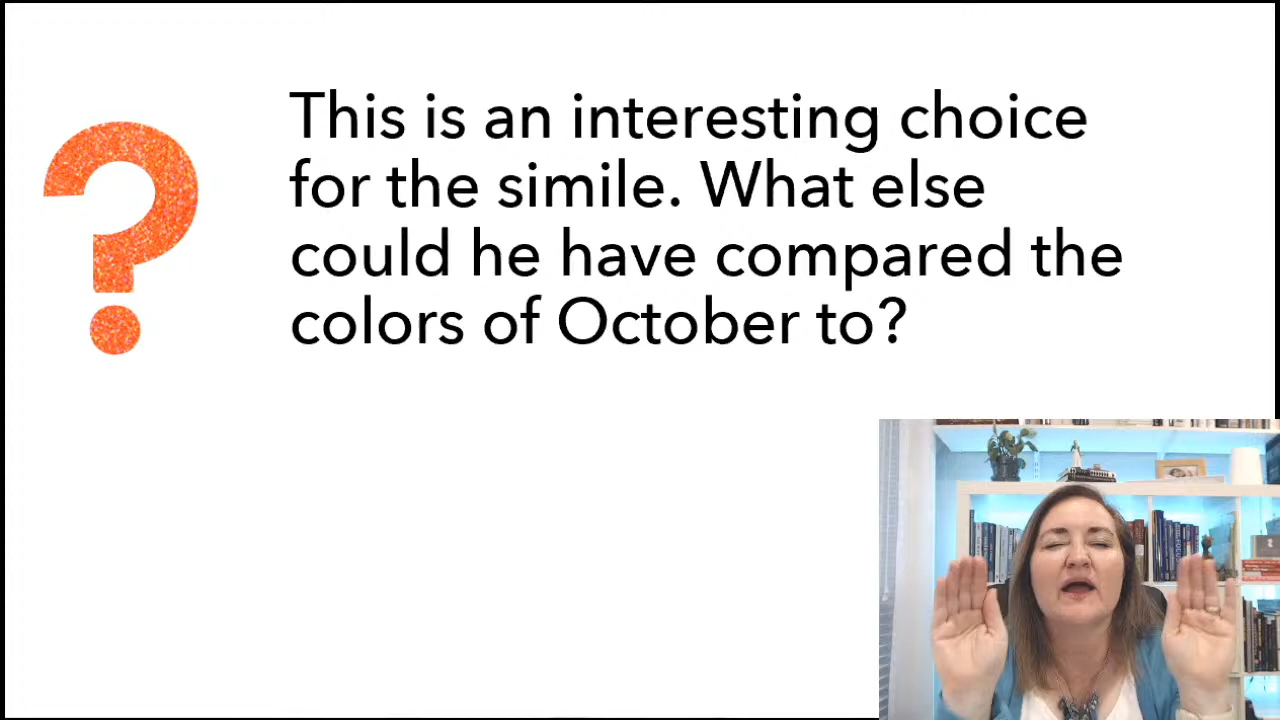 This is an interesting choice
for the simile. What else
could he have compared the
colors of October to?